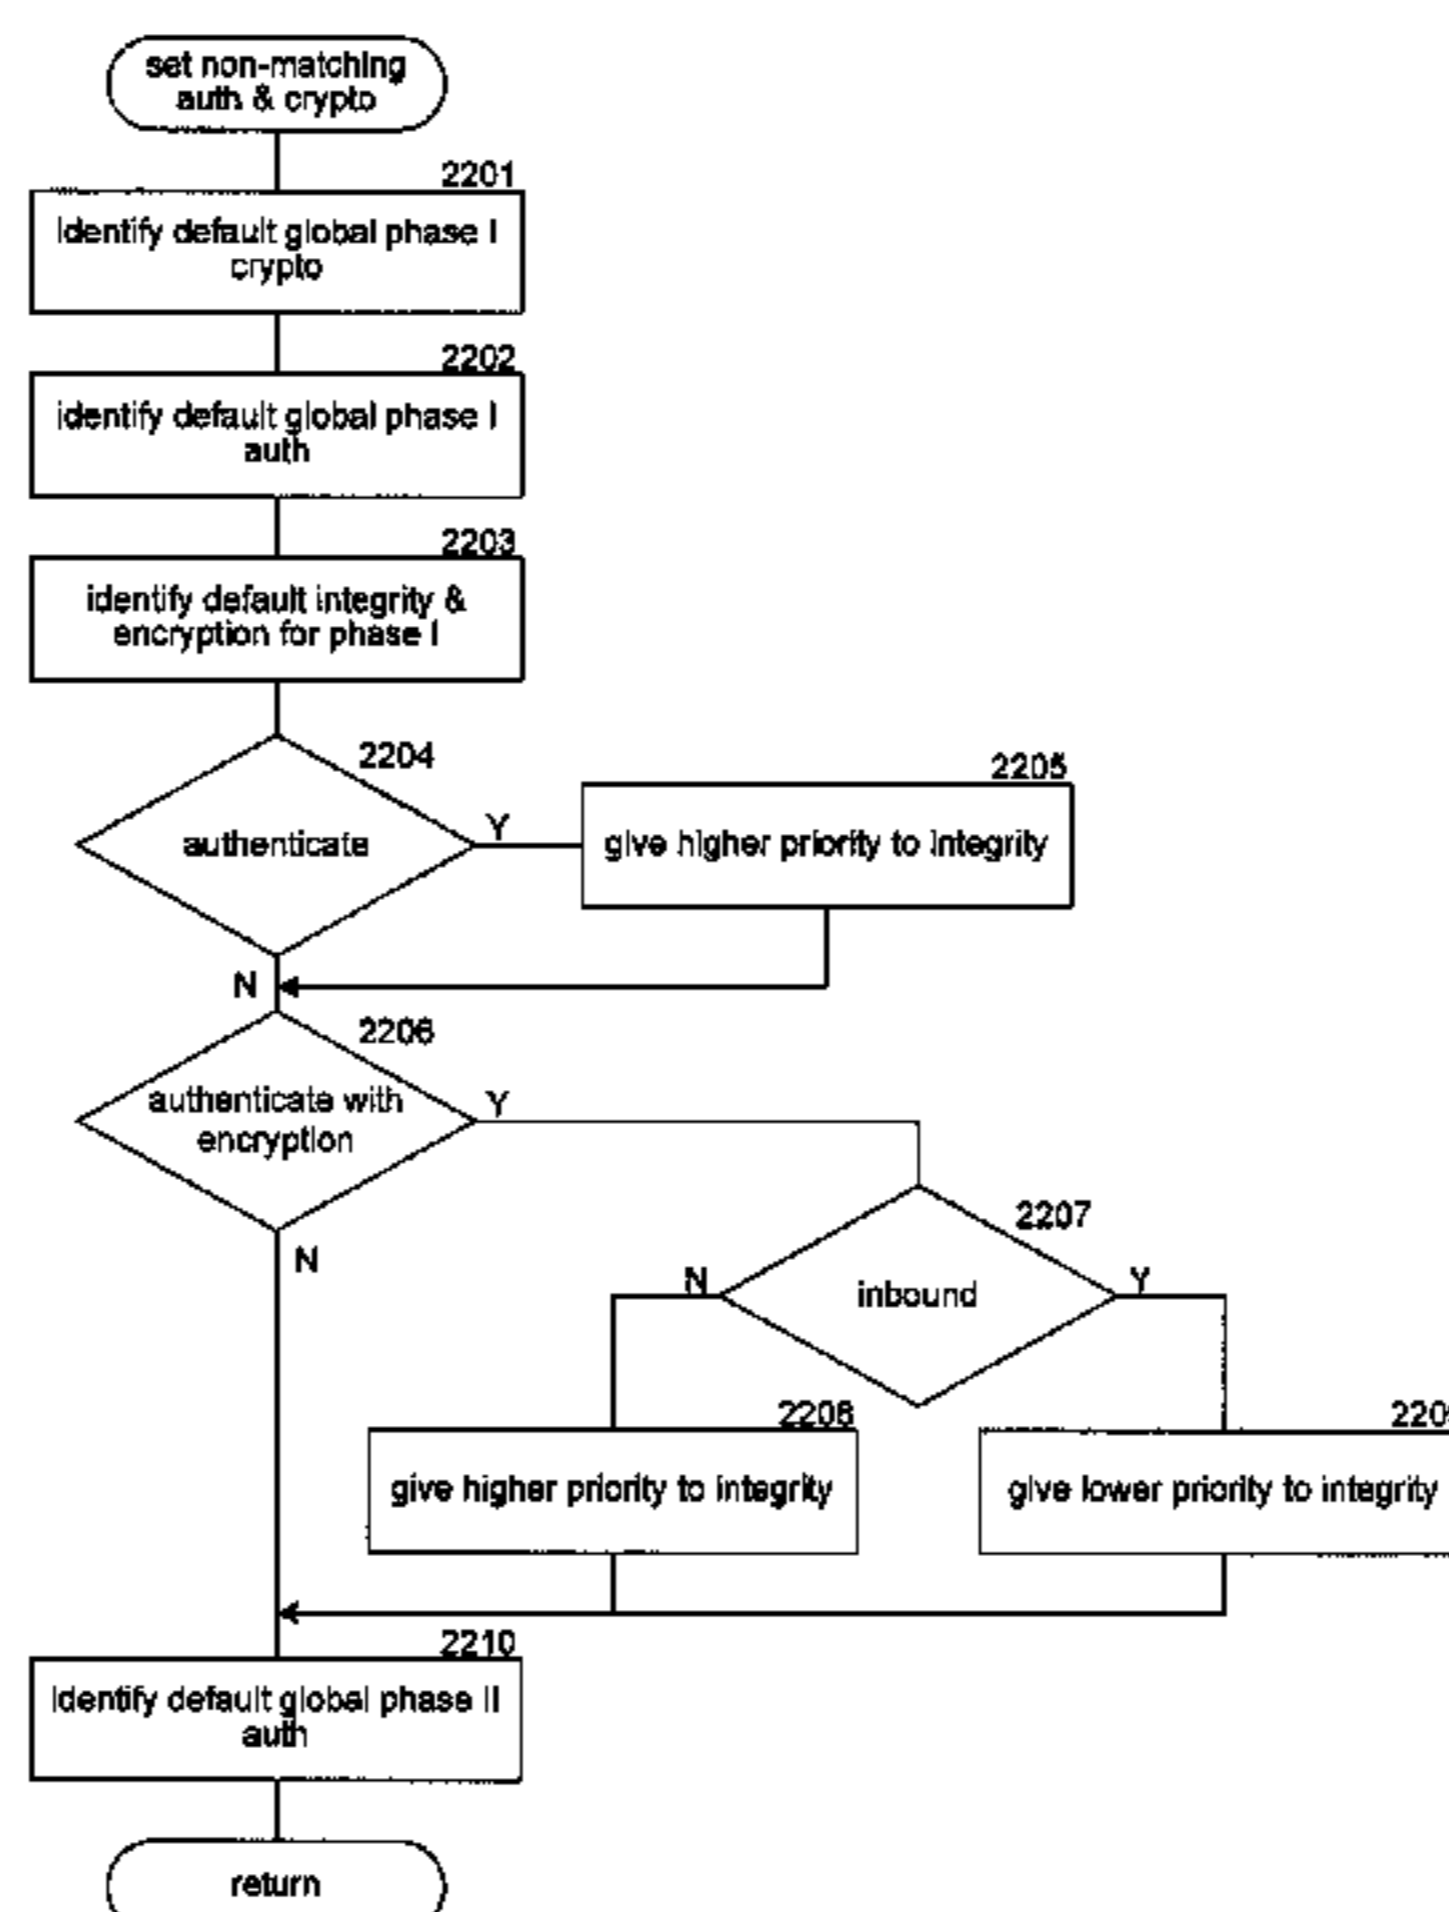 set non-matching
auth & crypto
2201
identify default global phase I
crypto
2202
identify default global phase I
auth
2203
identify default integrity &
encryption for phase I
2204
authenticate
Y
2205
give higher priority to integrity
N
2206
authenticate with
encryption
Y
N
2207
inbound
N
Y
2208
give higher priority to integrity
220
give lower priority to integrity
2210
identify default global phase II
auth
return